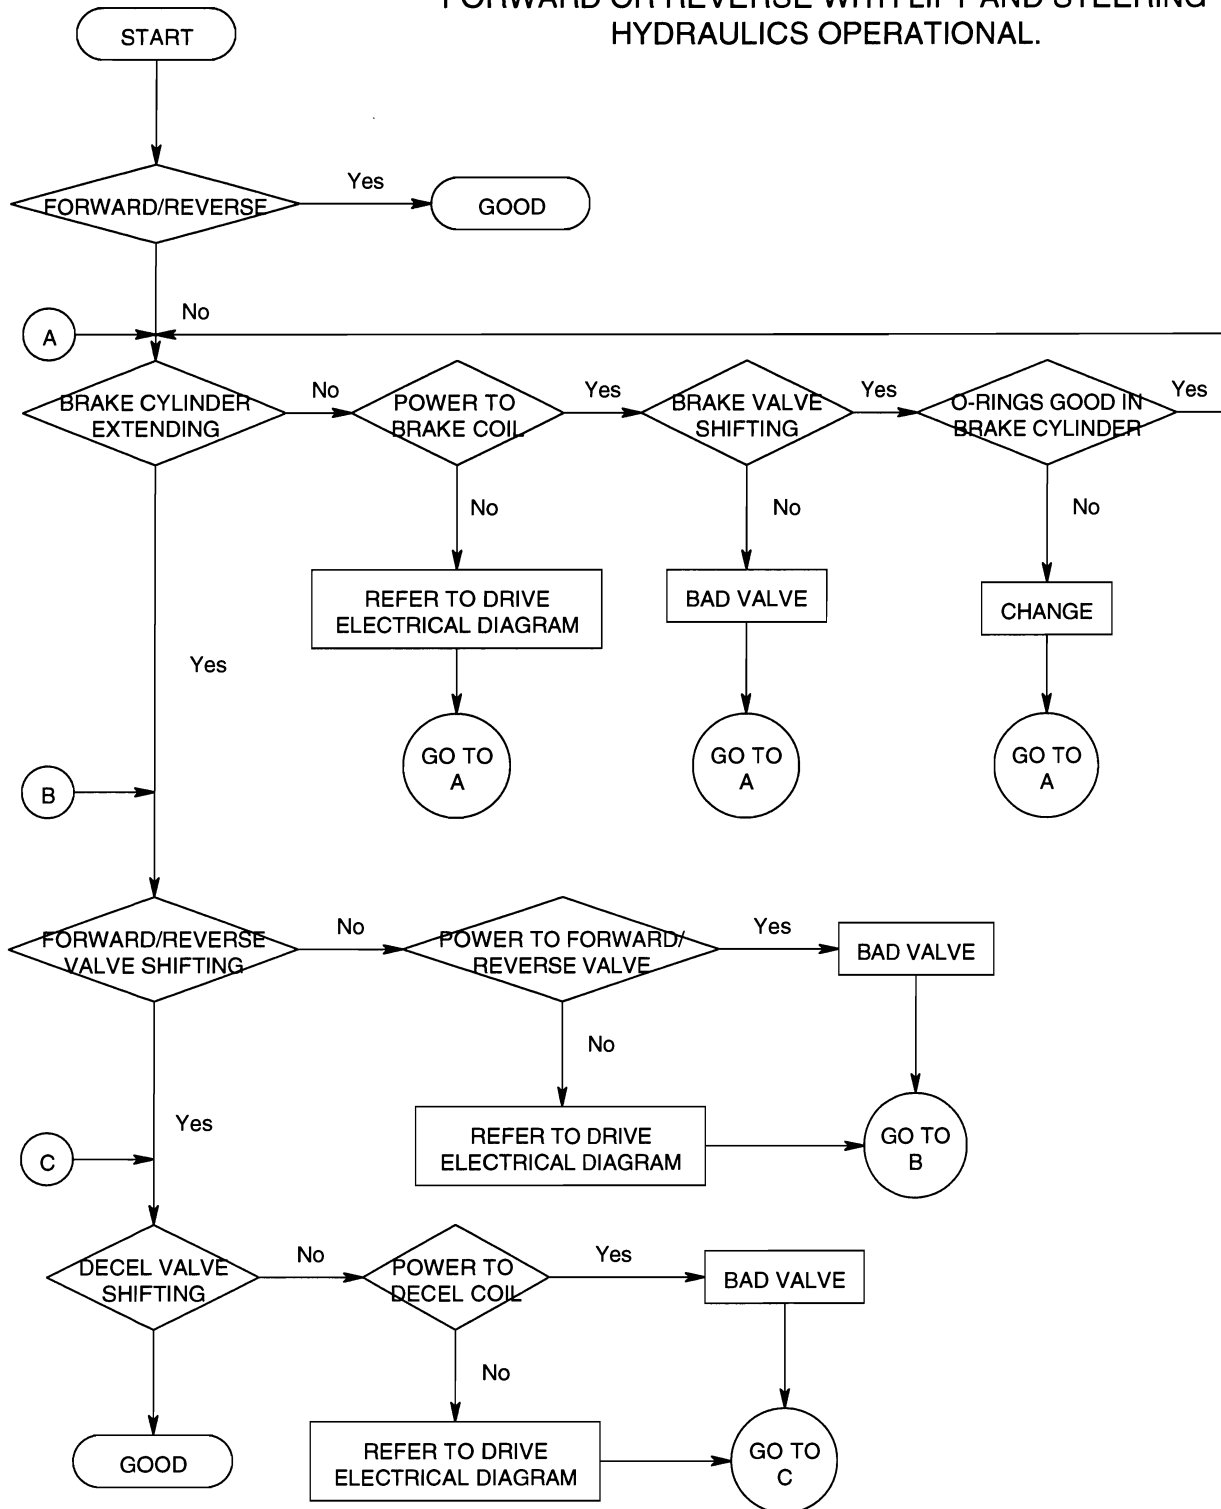 FORWARD OR REVERSE WITH LIFT AND STEERING
HYDRAULICS OPERATIONAL.
START
FORWARD/REVERSE
Yes
GOOD
No
A
BRAKE CYLINDER
EXTENDING
No
POWER TO
BRAKE COIL
Yes
BRAKE VALVE
SHIFTING
Yes
O-RINGS GOOD IN
BRAKE CYLINDER
Yes
No
No
No
REFER TO DRIVE
ELECTRICAL DIAGRAM
BAD VALVE
CHANGE
Yes
GO TO
A
GO TO
A
GO TO
A
B
FORWARD/REVERSE
VALVE SHIFTING
No
POWER TO FORWARD/
REVERSE VALVE
Yes
BAD VALVE
No
Yes
REFER TO DRIVE
ELECTRICAL DIAGRAM
GO TO
B
C
DECEL VALVE
SHIFTING
No
POWER TO
DECEL COIL
Yes
BAD VALVE
No
GOOD
REFER TO DRIVE
ELECTRICAL DIAGRAM
GO TO
C